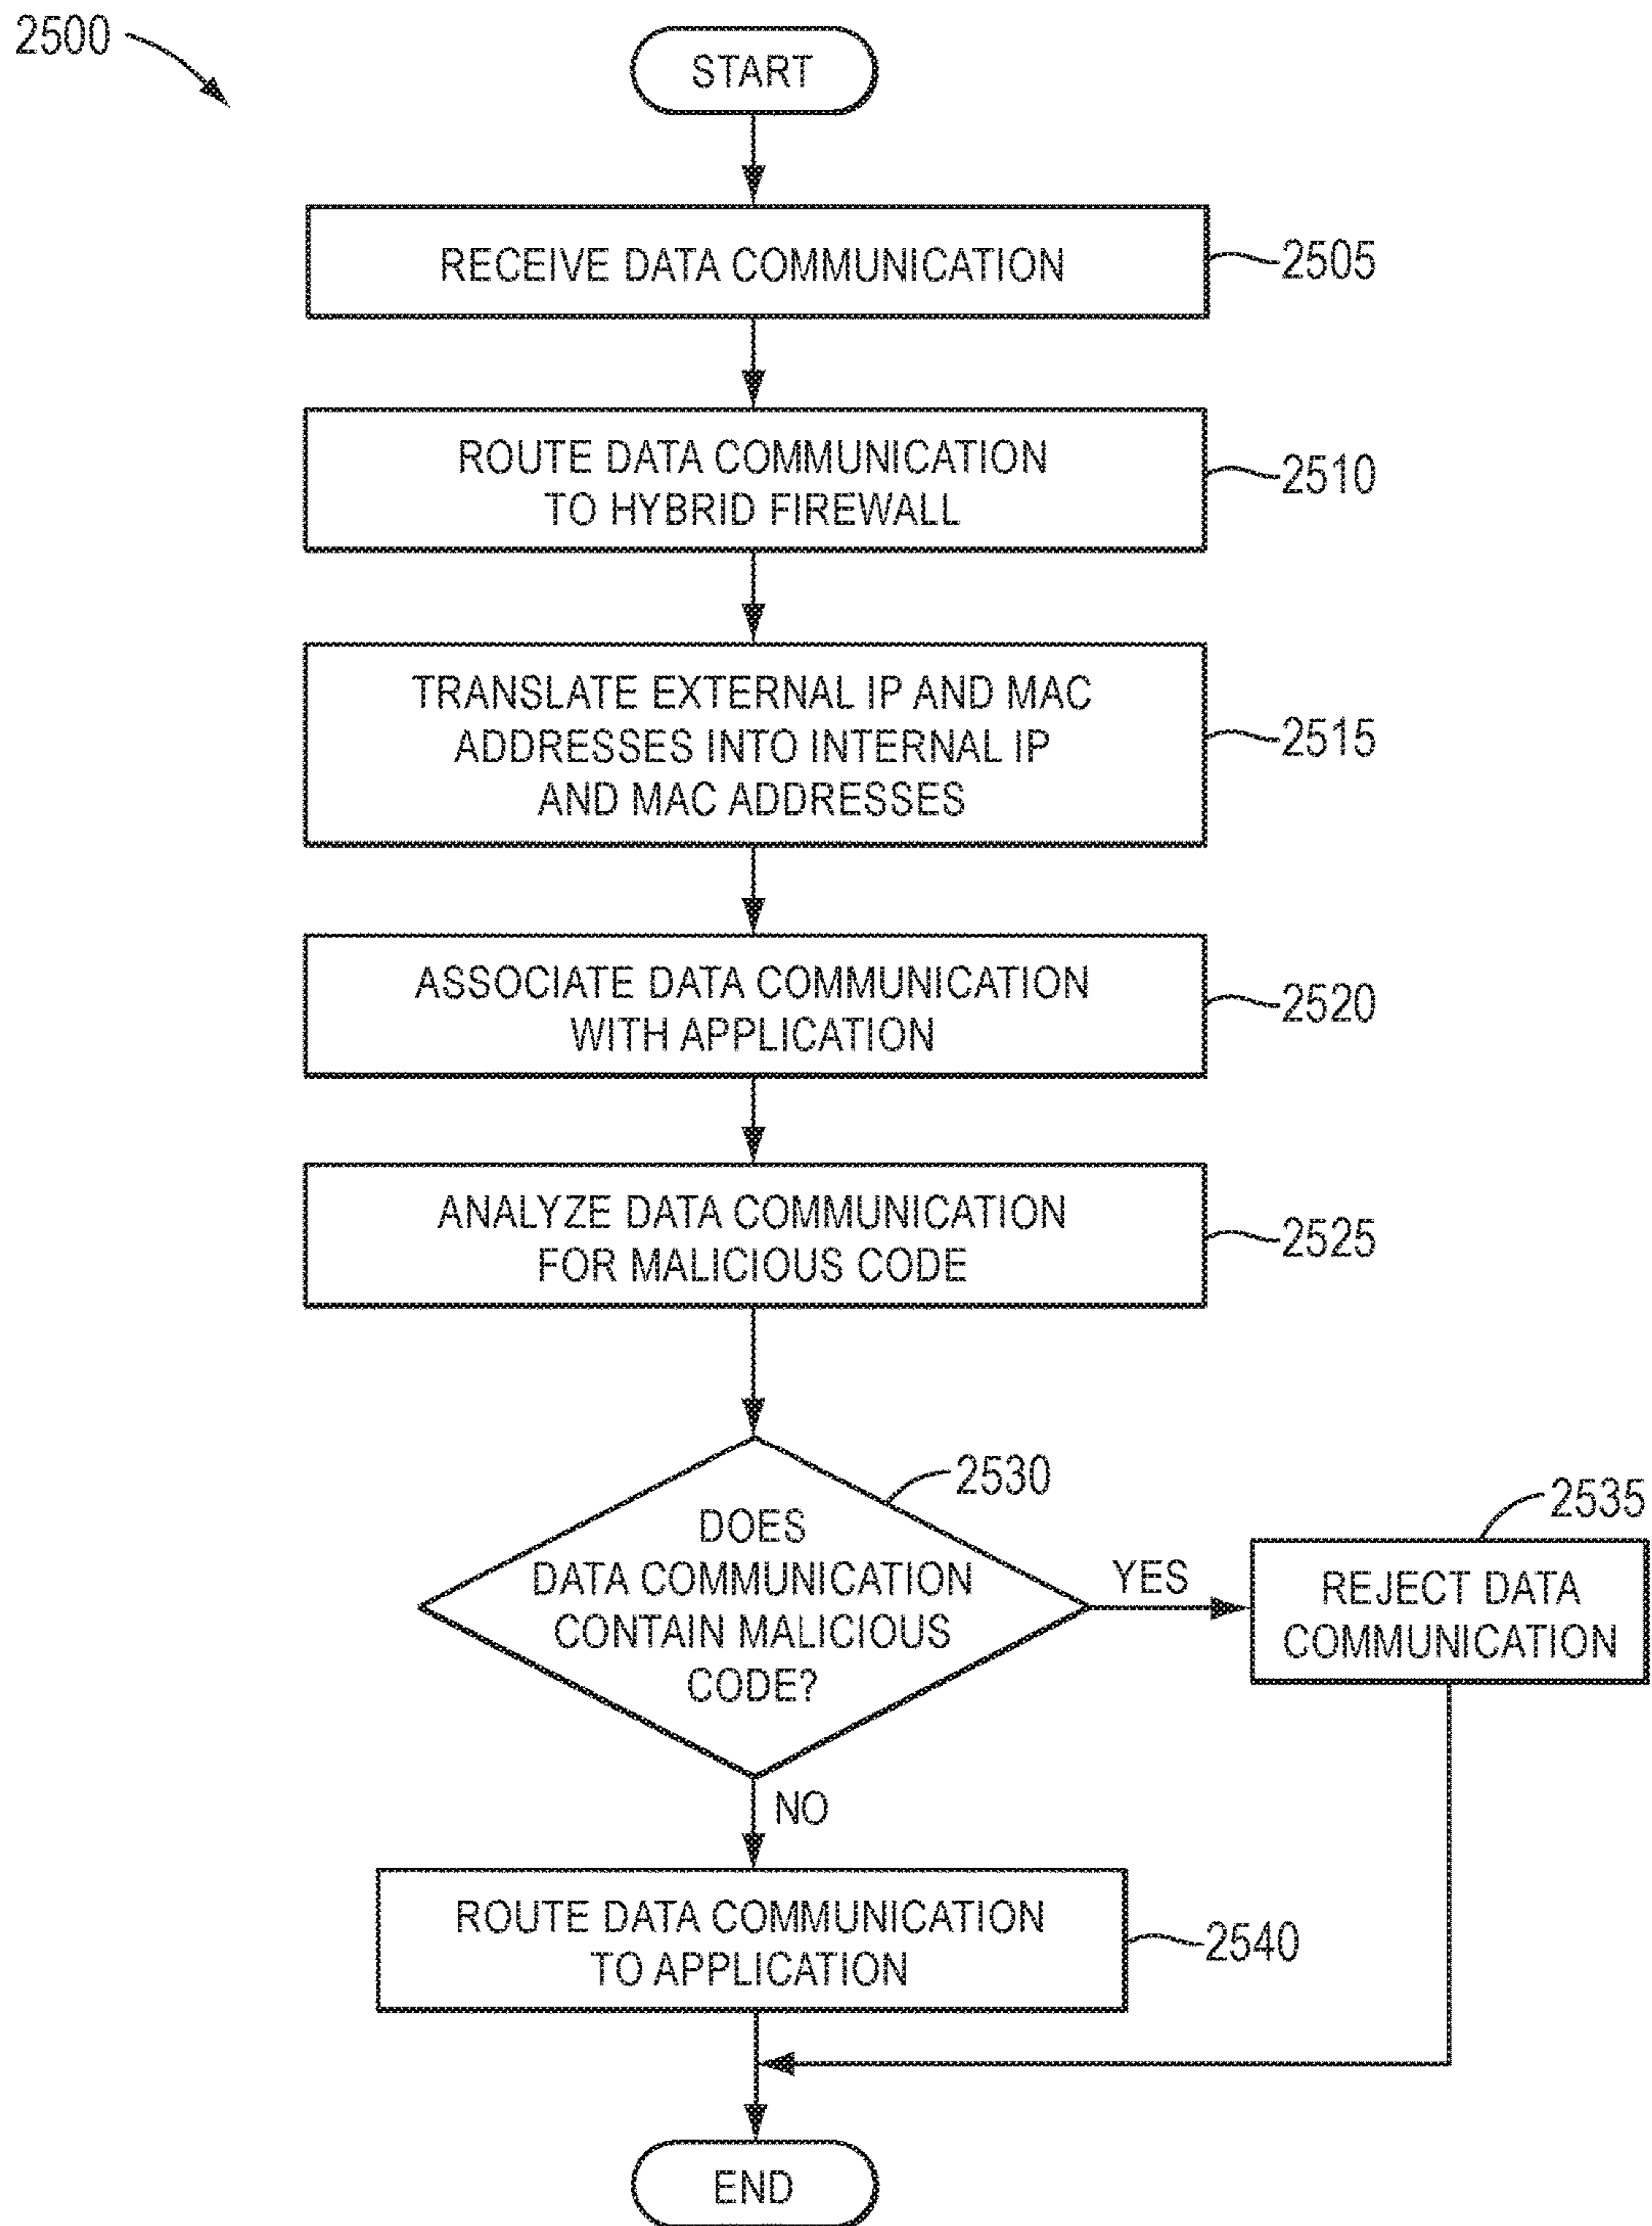 2500
START
RECEIVE DATA COMMUNICATION
2505
ROUTE DATA COMMUNICATION
TO HYBRID FIREWALL
2510
TRANSLATE EXTERNAL IP AND MAC
ADDRESSES INTO INTERNAL IP
AND MAC ADDRESSES
2515
ASSOCIATE DATA COMMUNICATION
WITH APPLICATION
2520
ANALYZE DATA COMMUNICATION
FOR MALICIOUS CODE
2525
2530
DOES
DATA COMMUNICATION
CONTAIN MALICIOUS
CODE?
YES
2535
REJECT DATA
COMMUNICATION
NO
ROUTE DATA COMMUNICATION
TO APPLICATION
2540
END